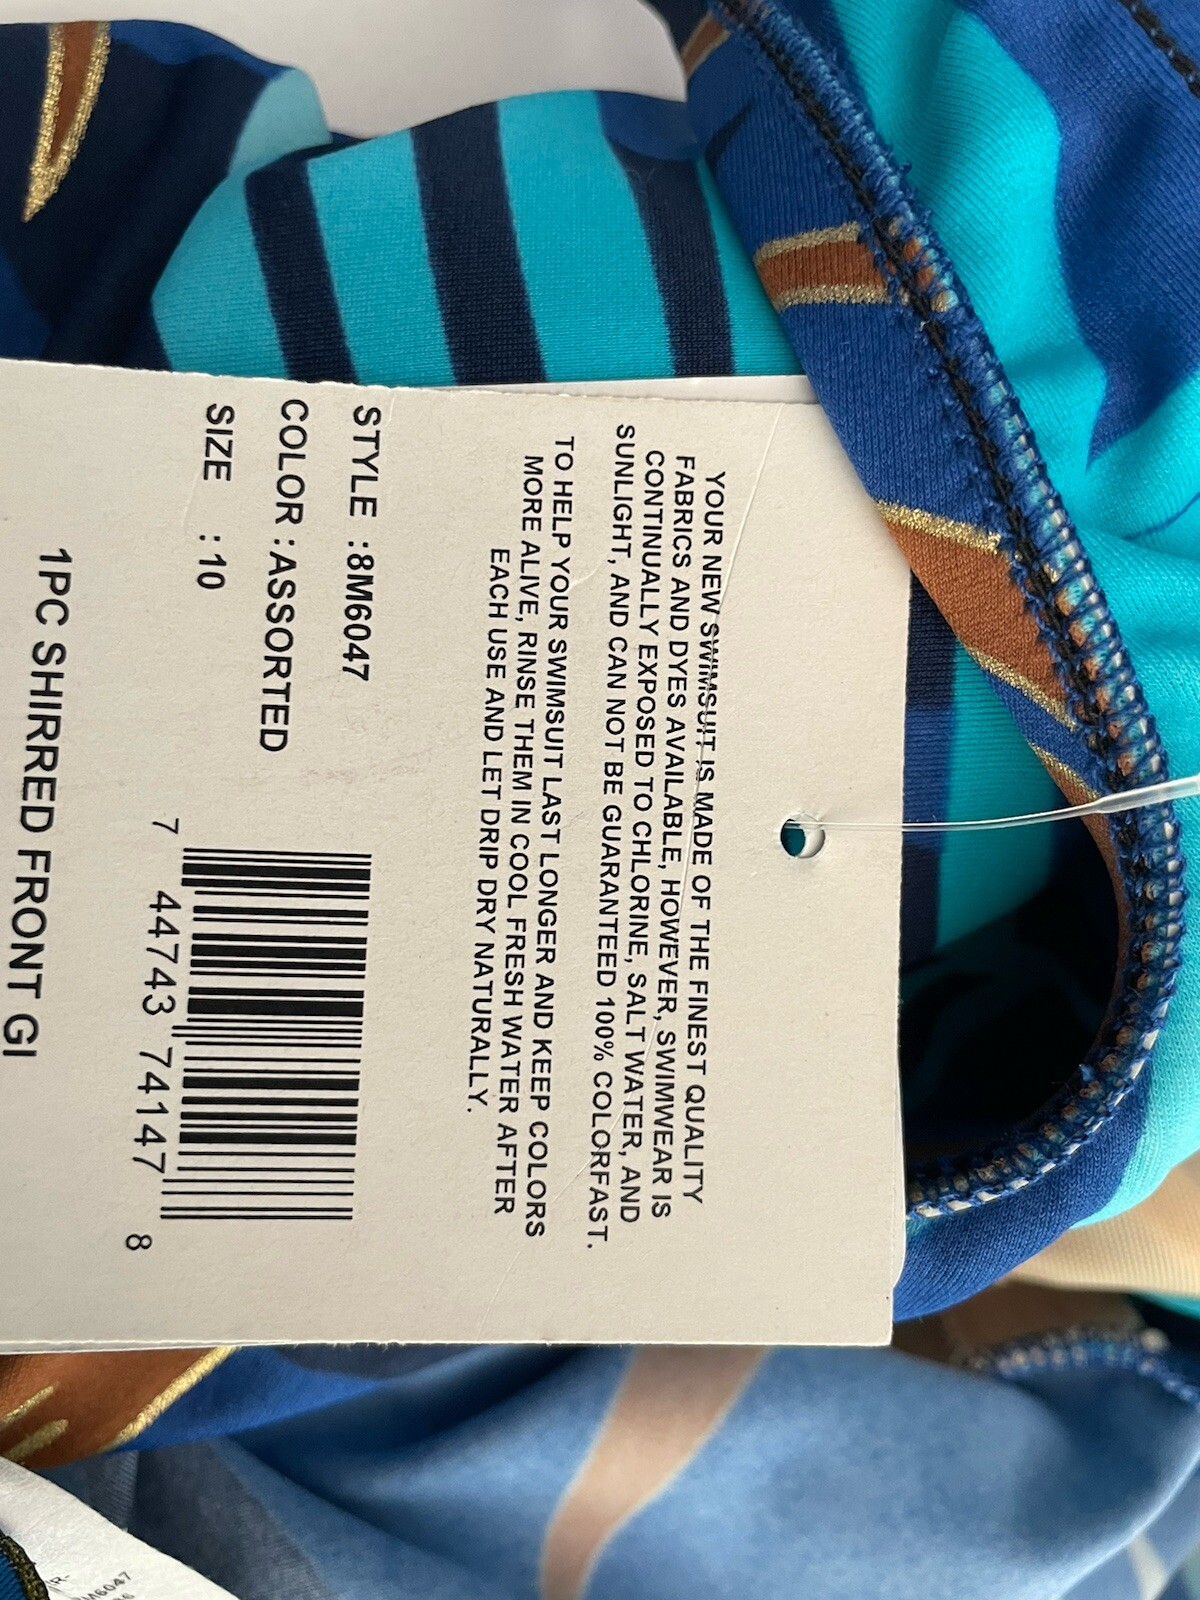 YOUR NEW SWIMSUIT IS MADE OF THE FINEST QUALITY
FABRICS AND DYES AVAILABLE, HOWEVER, SWIMWEAR IS
CONTINUALLY EXPOSED TO CHLORINE, SALT WATER, AND
SUNLIGHT, AND CAN NOT BE GUARANTEED 100% COLORFAST.
TO HELP YOUR SWIMSUIT LAST LONGER AND KEEP COLORS
MORE ALIVE, RINSE THEM IN COOL FRESH WATER AFTER
EACH USE AND LET DRIP DRY NATURALLY.
STYLE :8M6047
COLOR :ASSORTED
SIZE :10
7 44743 74147 8
1PC SHIRRED FRONT GI
M6047